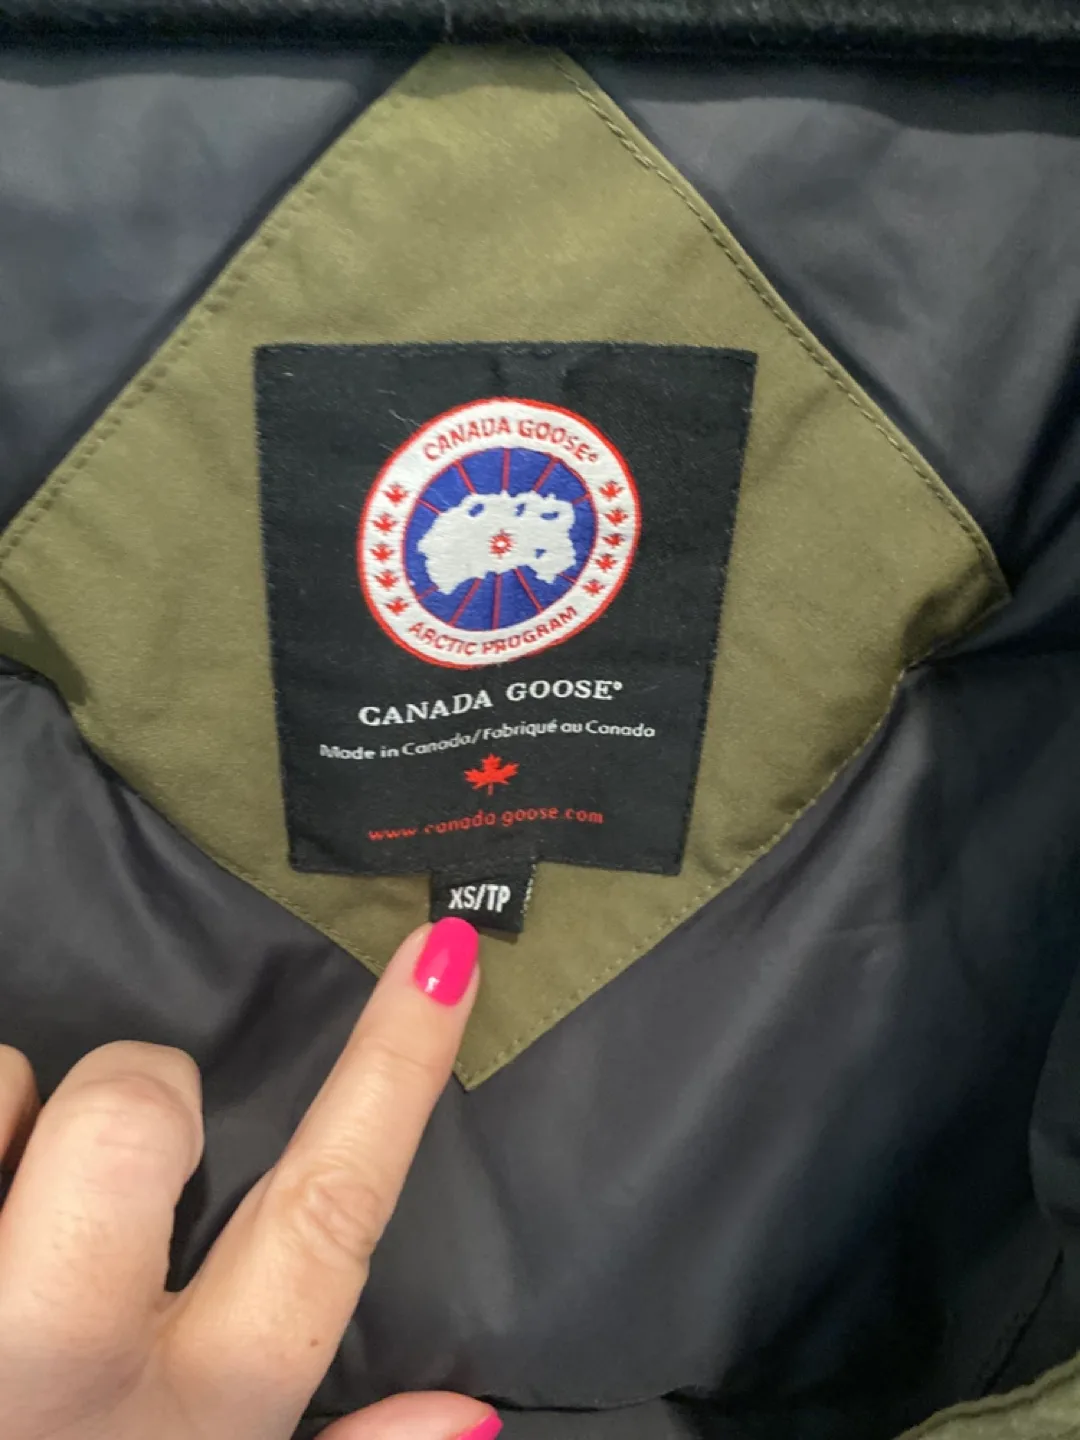 CANADA GOOSE®
ARCTIC PROGRAM
CANADA GOOSE®
Made in Canada/Fabriqué au Canada
www.canada-goose.com
XS/TP